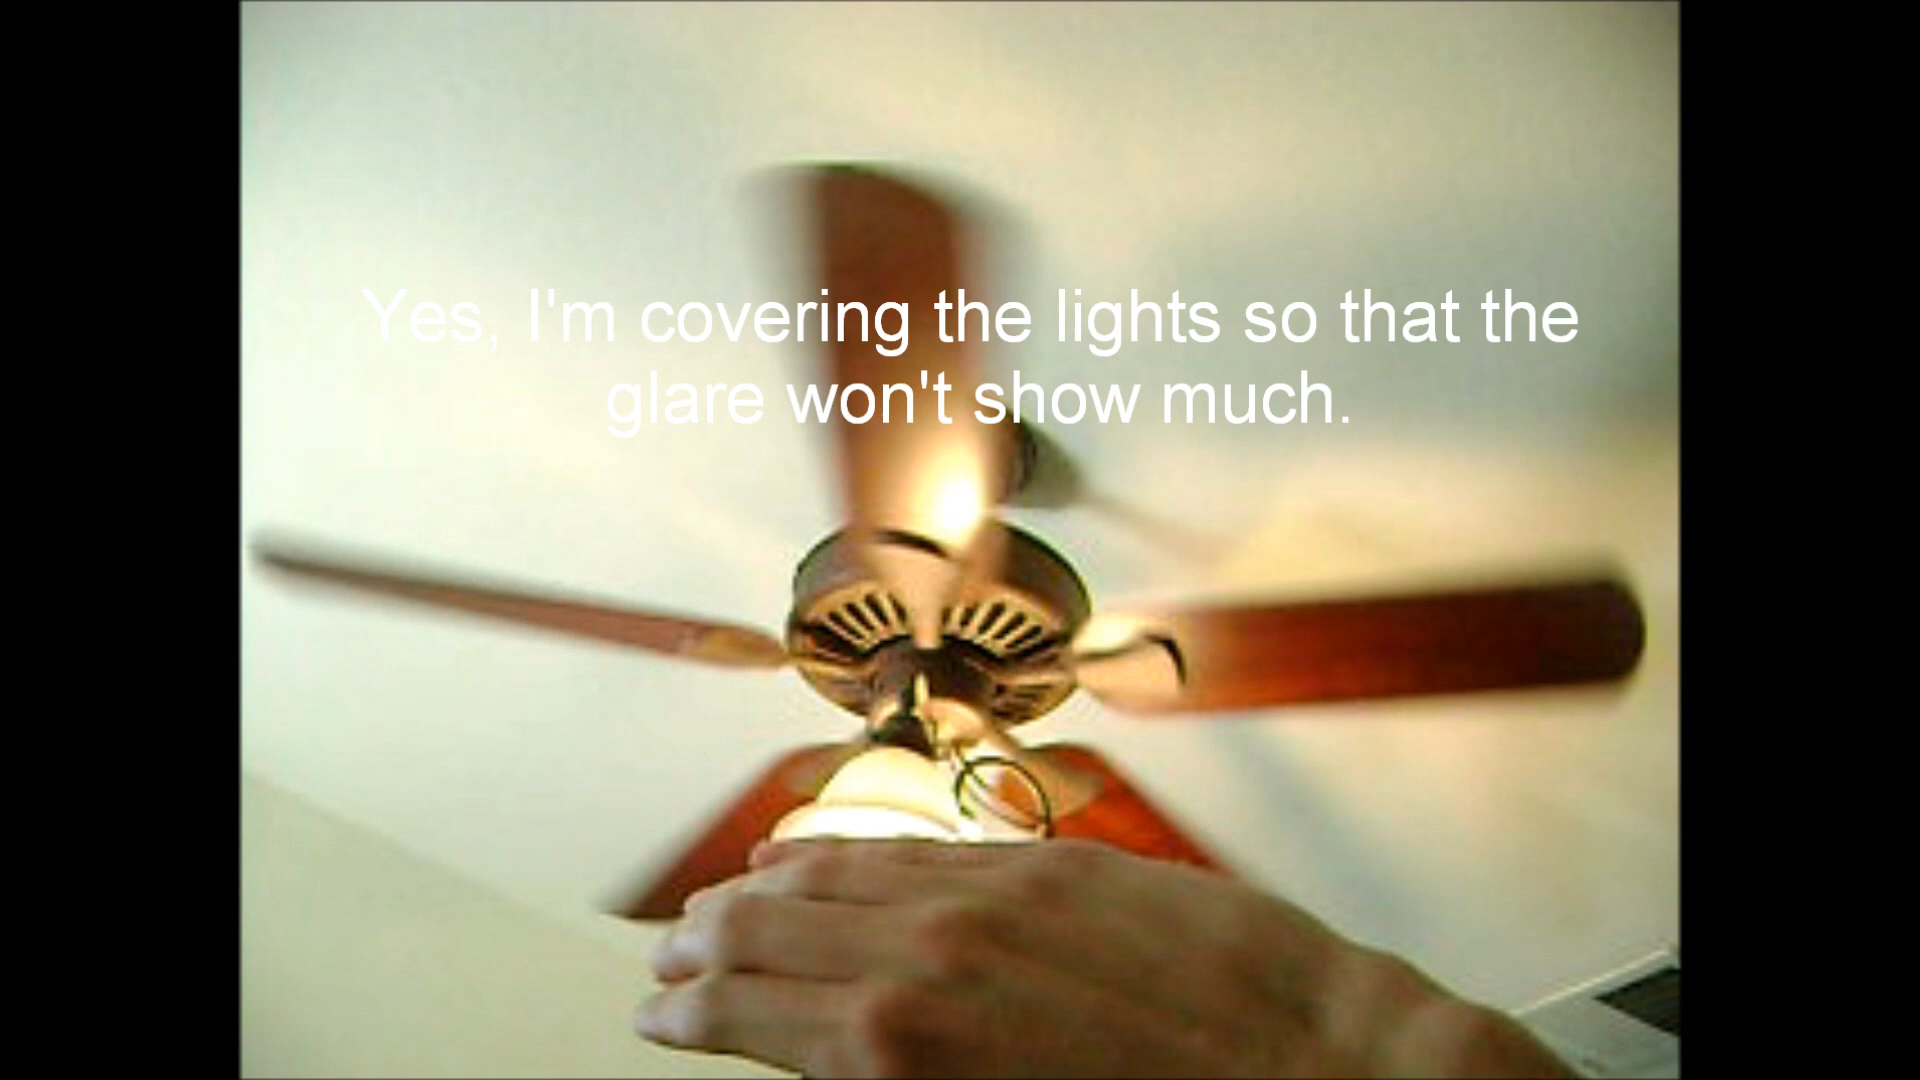 Yes, I'm covering the lights so that the
glare won't show much.